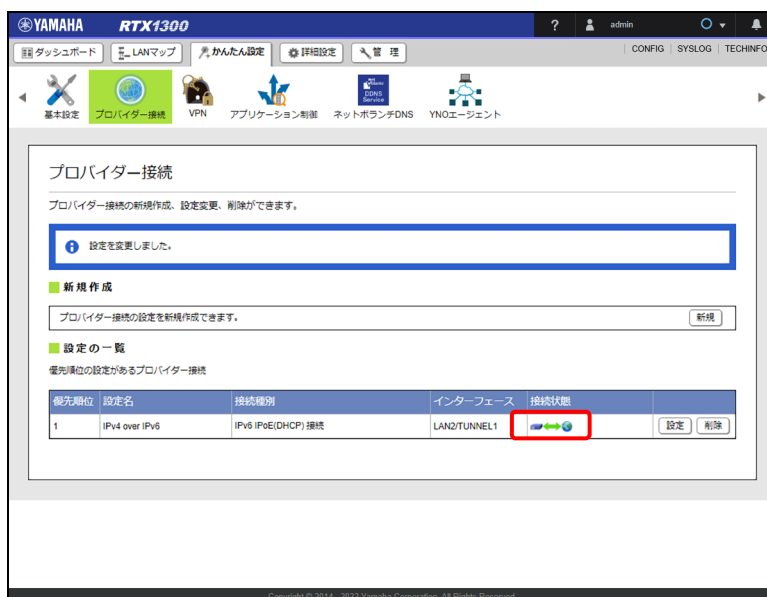 YAMAHA RTX1300 ? admin
ダッシュボード LANマップ かんたん設定 詳細設定 管 理 CONFIG SYSLOG TECHINFO
基本設定 プロバイダー接続 VPN アプリケーション制御 ネットボランチDNS YNOエージェント
DDNS
Service
プロバイダー接続
プロバイダー接続の新規作成、設定変更、削除ができます。
設定を変更しました。
新規作成
プロバイダー接続の設定を新規作成できます。 新規
設定の一覧
優先順位の設定があるプロバイダー接続
優先順位 設定名 接続種別 インターフェース 接続状態
1 IPv4 over IPv6 IPv6 IPoE(DHCP) 接続 LAN2/TUNNEL1 設定 削除
Copyright © 2014 - 2022 Yamaha Corporation. All Rights Reserved.